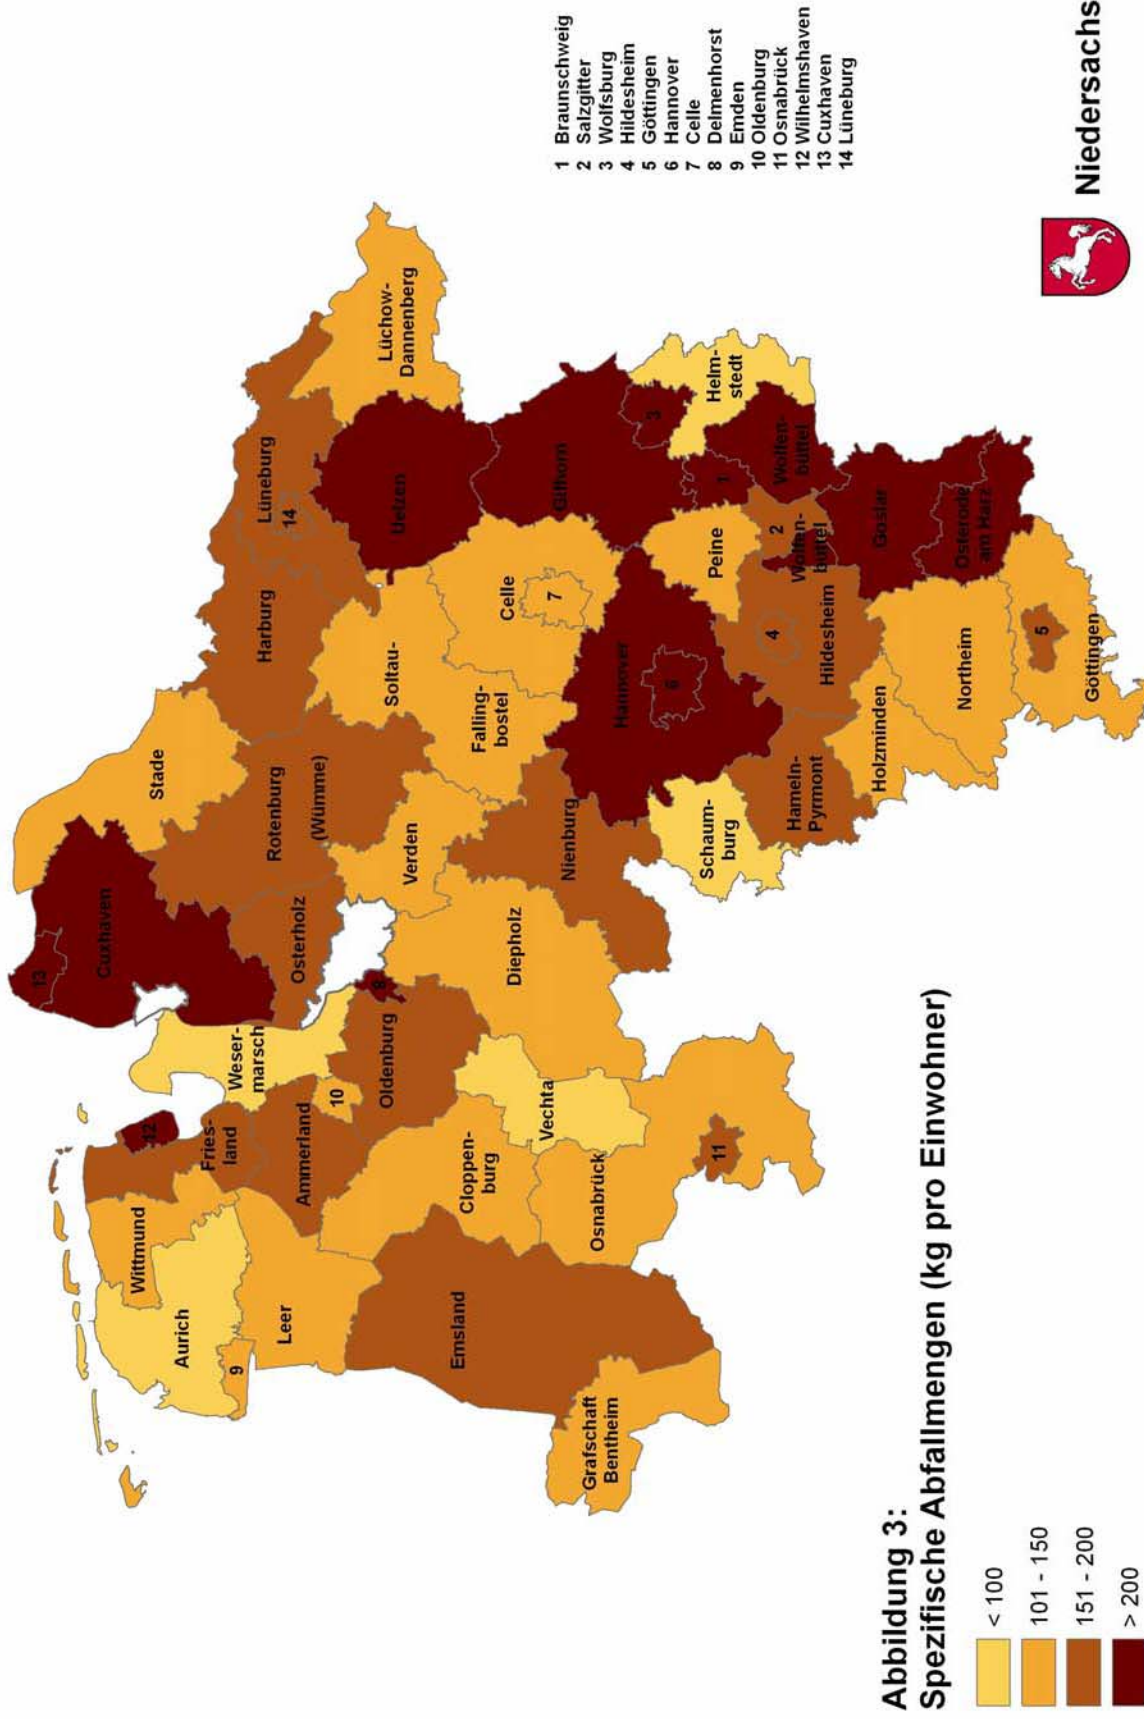 Stade
Cuxhaven
13
Lüneburg
14
Harburg
Lüchow-
Dannenberg
Uelzen
Rotenburg
(Wümme)
Osterholz
Soltau-
Falling-
bostel
Celle
7
Gifhorn
Verden
Weser-
marsch
12
Fries-
land
Wittmund
Aurich
9
Leer
Ammerland
10
Oldenburg
8
Diepholz
Nienburg
Hannover
6
Peine
3
Helm-
stedt
1
Wolfen-
büttel
2
Wolfen-
büttel
Emsland
Cloppen-
burg
Vechta
Osnabrück
11
Grafschaft
Bentheim
Schaum-
burg
Hameln-
Pyrmont
Hildesheim
4
Holzminden
Northeim
Goslar
Osterode
am Harz
Göttingen
5
1 Braunschweig
2 Salzgitter
3 Wolfsburg
4 Hildesheim
5 Göttingen
6 Hannover
7 Celle
8 Delmenhorst
9 Emden
10 Oldenburg
11 Osnabrück
12 Wilhelmshaven
13 Cuxhaven
14 Lüneburg
Abbildung 3:
Spezifische Abfallmengen (kg pro Einwohner)
< 100
101 - 150
151 - 200
> 200
Niedersachs